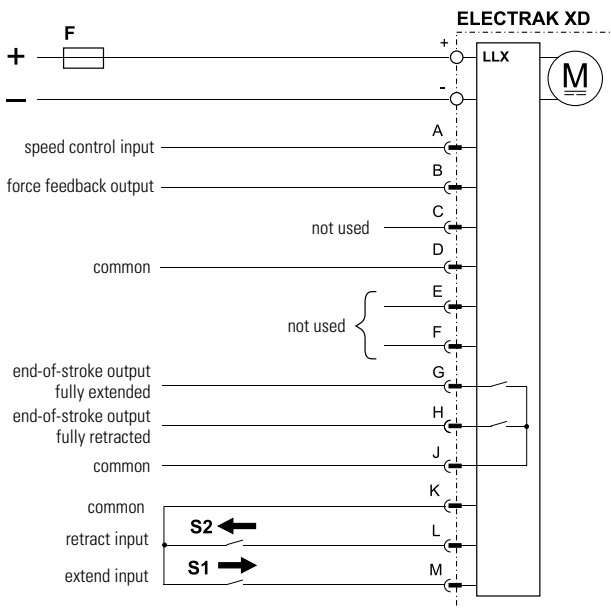 ELECTRAK XD
F
+
+
LLX
M
-
−
A
speed control input
B
force feedback output
C
not used
D
common
E
not used
F
end-of-stroke output
fully extended
G
end-of-stroke output
fully retracted
H
common
J
common
K
S2
retract input
L
S1
extend input
M